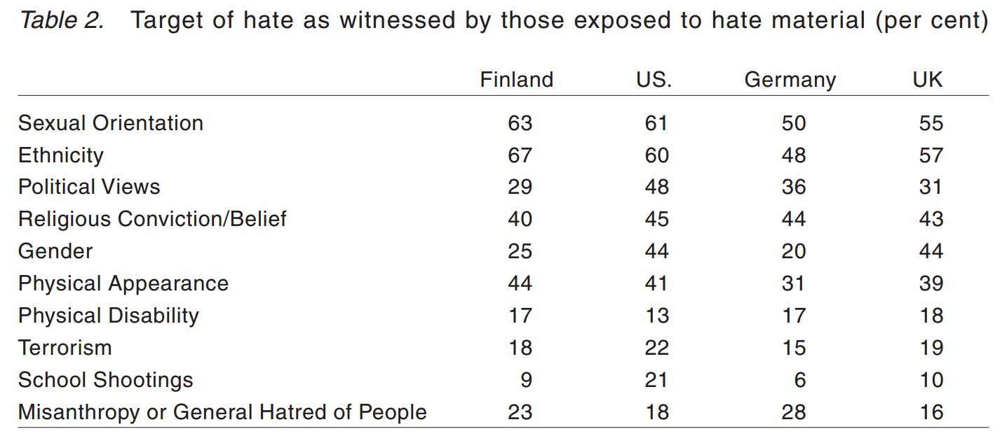 Table 2. Target of hate as witnessed by those exposed to hate material (per cent)
Finland US. Germany UK
Sexual Orientation 63 61 50 55
Ethnicity 67 60 48 57
Political Views 29 48 36 31
Religious Conviction/Belief 40 45 44 43
Gender 25 44 20 44
Physical Appearance 44 41 31 39
Physical Disability 17 13 17 18
Terrorism 18 22 15 19
School Shootings 9 21 6 10
Misanthropy or General Hatred of People 23 18 28 16